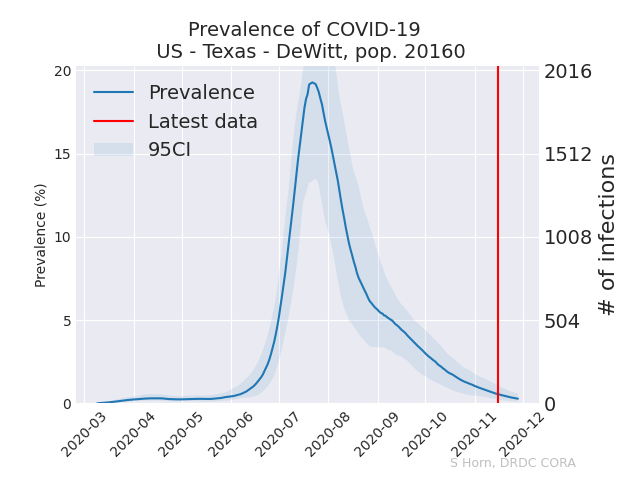 Prevalence of COVID-19
US - Texas - DeWitt, pop. 20160
20
15
10
5
0
Prevalence (%)
Prevalence
Latest data
95CI
2016
1512
1008
504
0
# of infections
2020-03
2020-04
2020-05
2020-06
2020-07
2020-08
2020-09
2020-10
2020-11
2020-12
S Horn, DRDC CORA